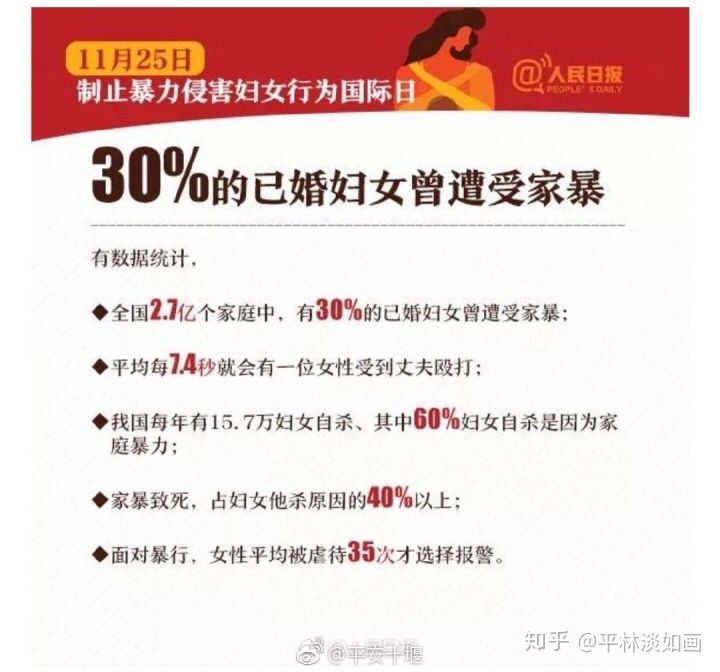 11月25日
制止暴力侵害妇女行为国际日
@人民日报
PEOPLE'S DAILY
30%的已婚妇女曾遭受家暴
有数据统计，
◆全国2.7亿个家庭中，有30%的已婚妇女曾遭受家暴；
◆平均每7.4秒就会有一位女性受到丈夫殴打；
◆我国每年有15.7万妇女自杀、其中60%妇女自杀是因为家
庭暴力；
◆家暴致死，占妇女他杀原因的40%以上；
◆面对暴行，女性平均被虐待35次才选择报警。
@人民日报
@平安十堰
知乎 @平林淡如画